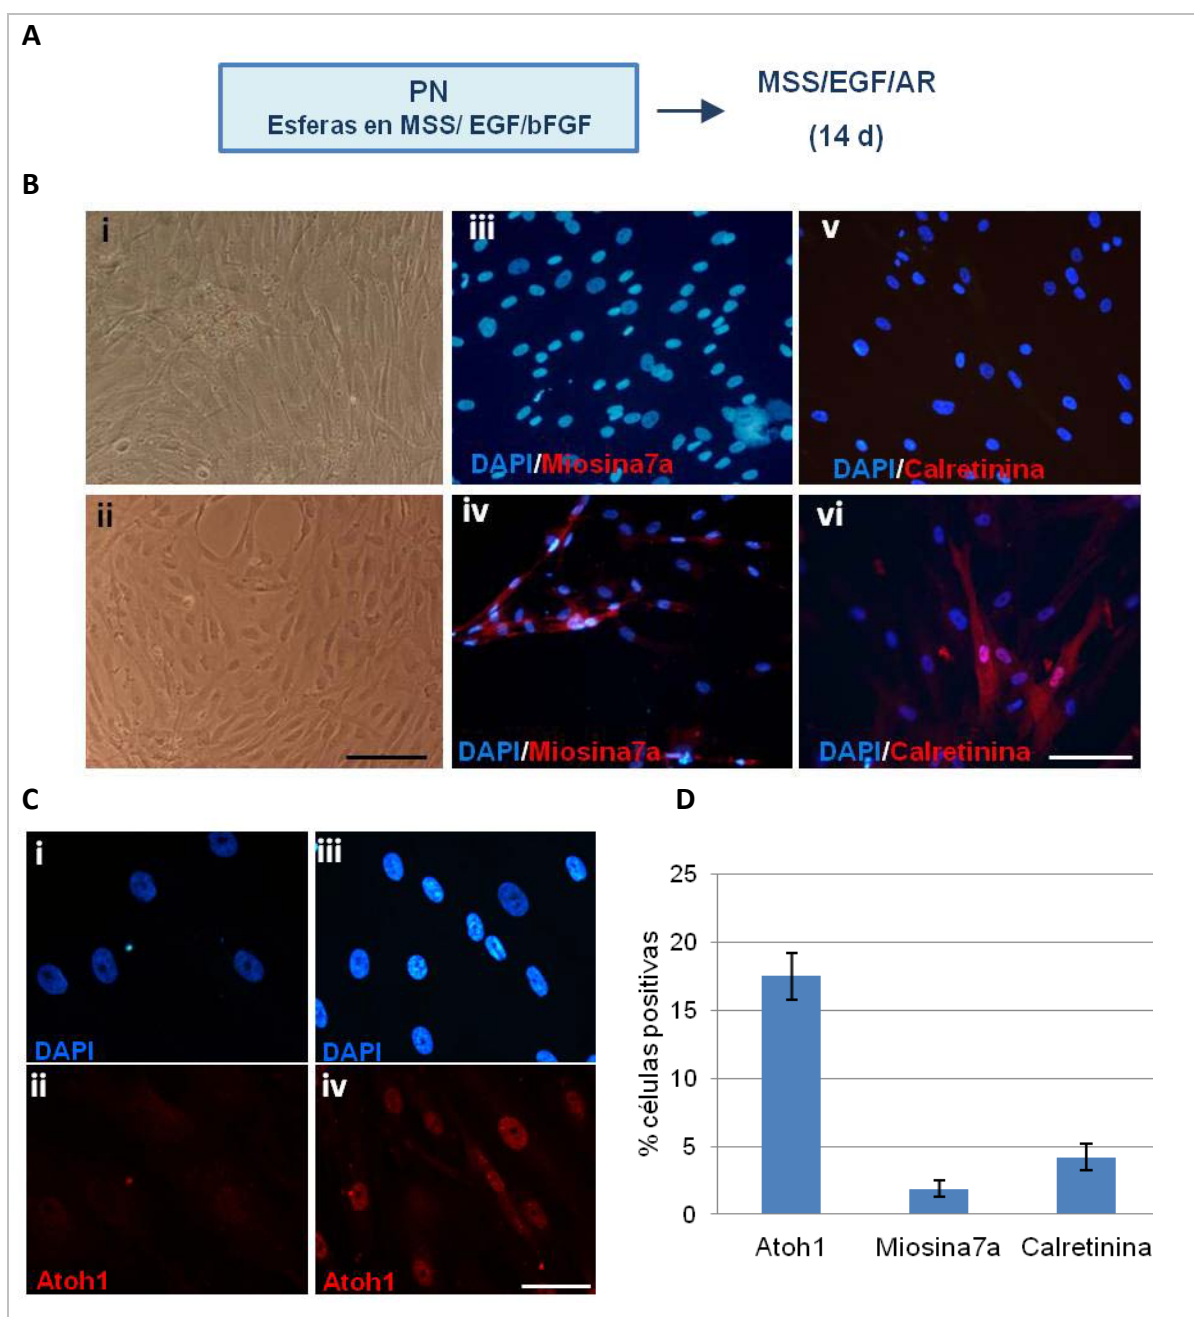 A
PN
Esferas en MSS/ EGF/bFGF
MSS/EGF/AR
(14 d)
B
i
iii
DAPI/Miosina7a
v
DAPI/Calretinina
ii
iv
DAPI/Miosina7a
vi
DAPI/Calretinina
C
i
DAPI
iii
DAPI
ii
Atoh1
iv
Atoh1
D
% células positivas
25
20
15
10
5
0
Atoh1 Miosina7a Calretinina